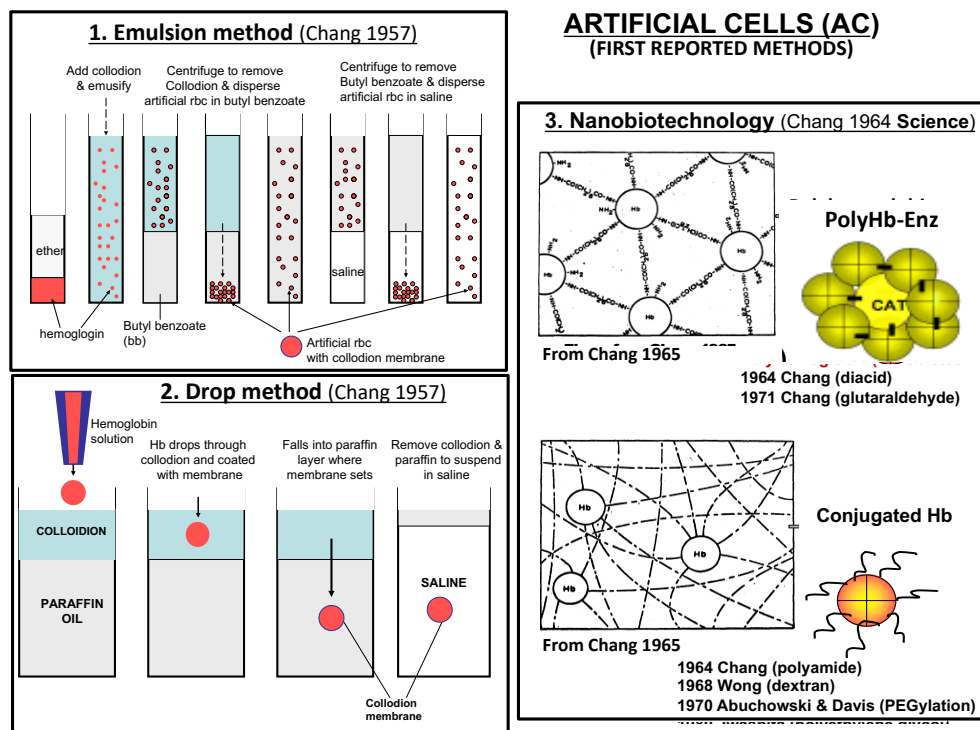 ARTIFICIAL CELLS (AC)
(FIRST REPORTED METHODS)
1. Emulsion method (Chang 1957)
Add collodion
& emusify
Centrifuge to remove
Collodion & disperse
artificial rbc in butyl benzoate
Centrifuge to remove
Butyl benzoate & disperse
artificial rbc in saline
ether
saline
hemoglogin
Butyl benzoate
(bb)
Artificial rbc
with collodion membrane
2. Drop method (Chang 1957)
Hemoglobin
solution
Hb drops through
collodion and coated
with membrane
Falls into paraffin
layer where
membrane sets
Remove collodion &
paraffin to suspend
in saline
COLLOIDION
PARAFFIN
OIL
SALINE
Collodion
membrane
3. Nanobiotechnology (Chang 1964 Science)
NH2
Hb
Hb
Hb
Hb
PolyHb-Enz
CAT
From Chang 1965
)
1964 Chang (diacid)
1971 Chang (glutaraldehyde)
Hb
Hb
Hb
Conjugated Hb
From Chang 1965
1964 Chang (polyamide)
1968 Wong (dextran)
1970 Abuchowski & Davis (PEGylation)